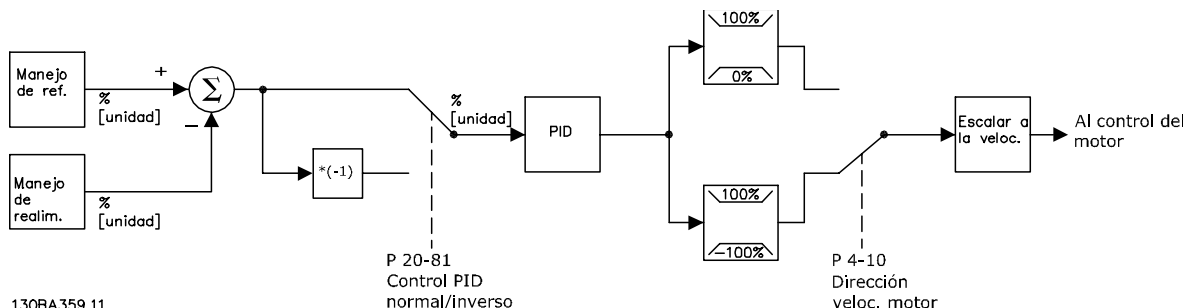 Manejo
de ref.
+
%
[unidad]
Σ
−
Manejo
de
realim.
%
[unidad]
*(-1)
P 20-81
Control PID
normal/inverso
%
[unidad]
PID
100%
0%
100%
-100%
P 4-10
Dirección
veloc. motor
Escalar a
la veloc.
Al control del
motor
130BA359.11